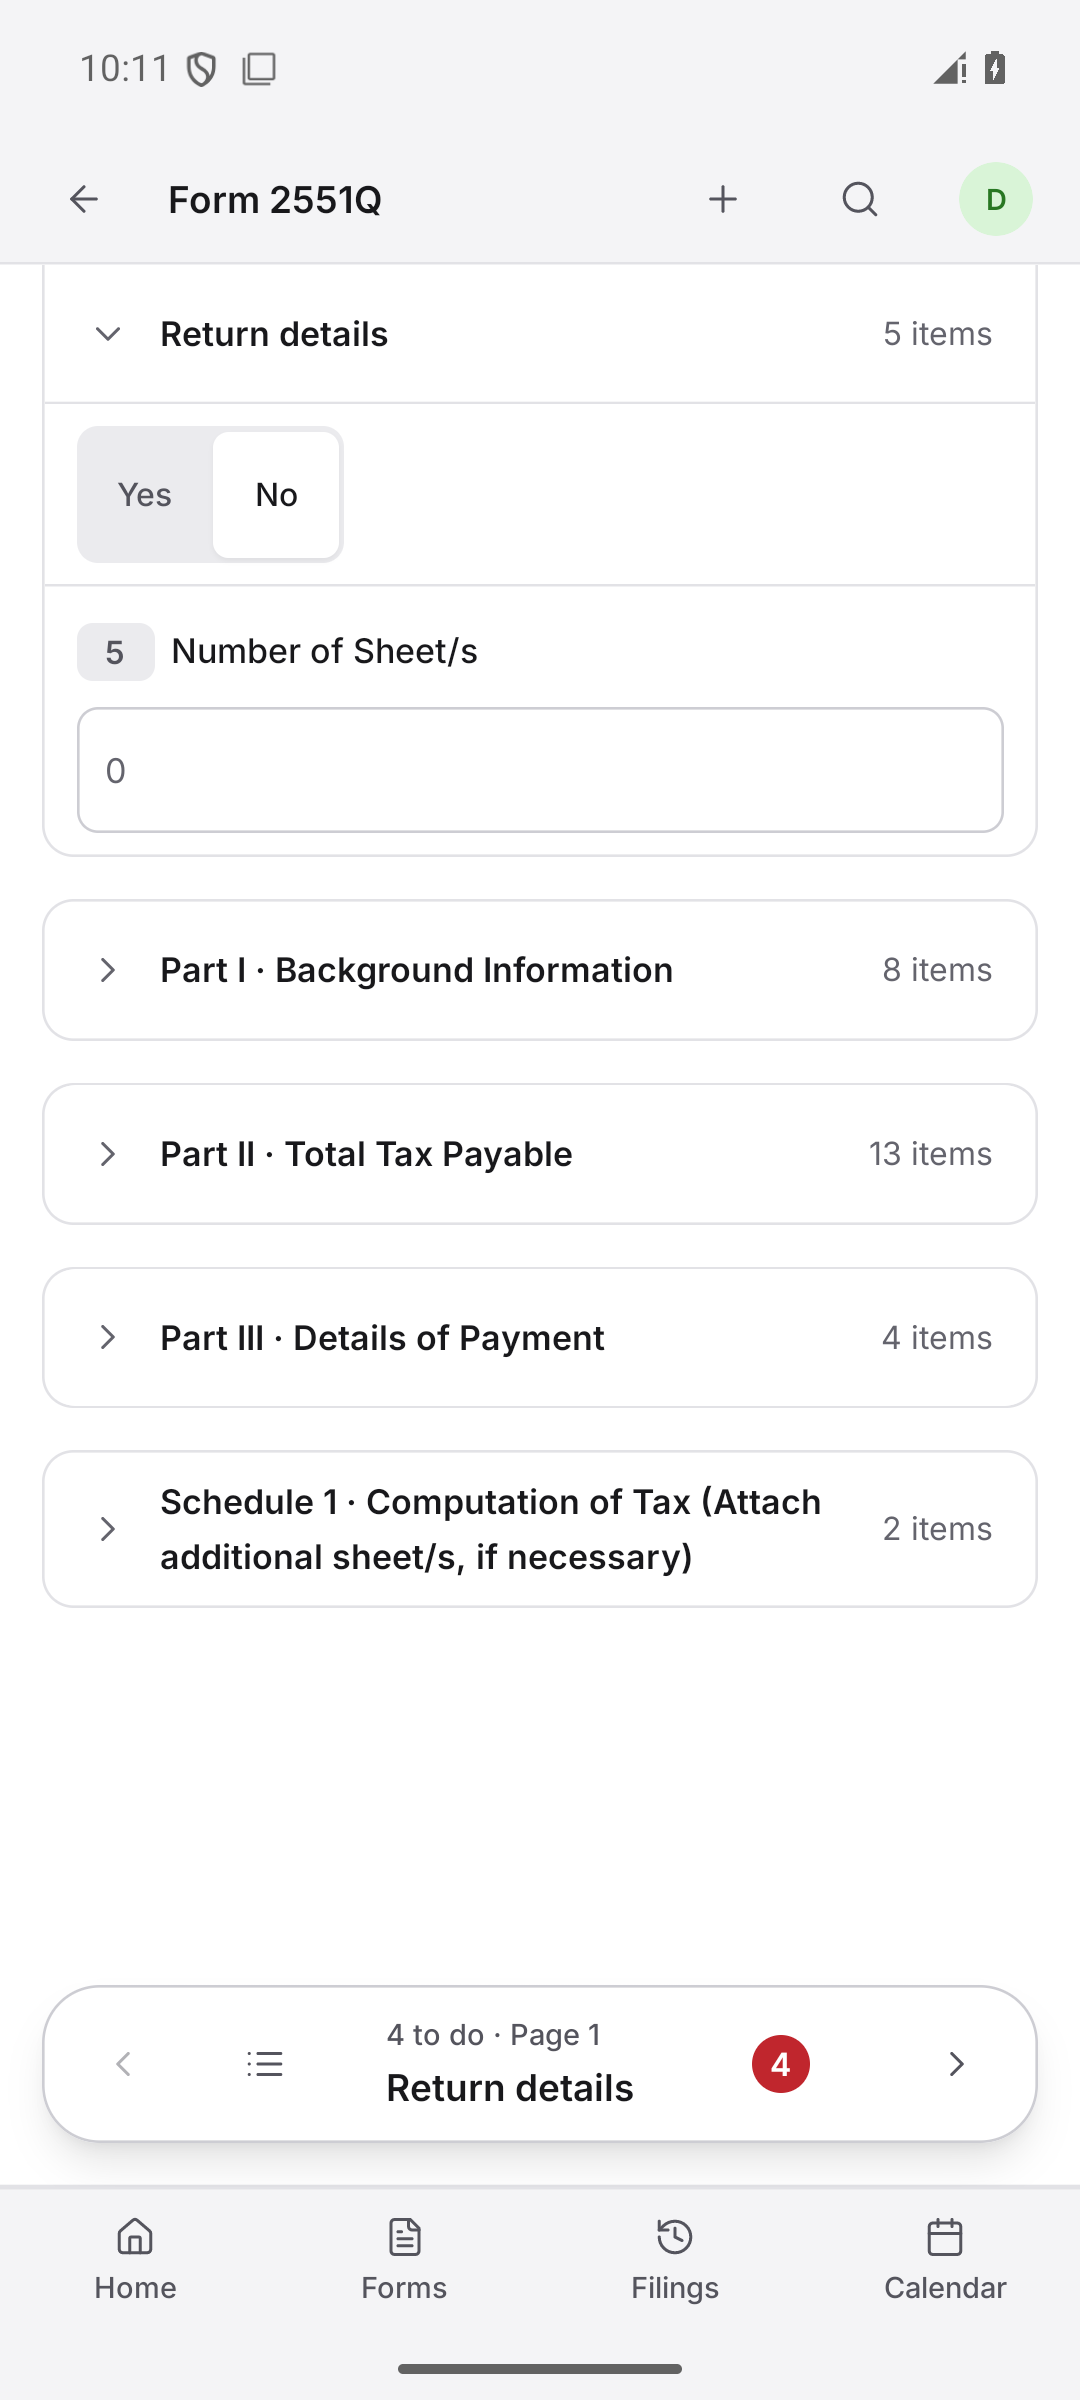 10:11
Form 2551Q
D
Return details
5 items
Yes
No
5 Number of Sheet/s
0
Part I · Background Information
8 items
Part II · Total Tax Payable
13 items
Part III · Details of Payment
4 items
Schedule 1 · Computation of Tax (Attach
additional sheet/s, if necessary)
2 items
4 to do · Page 1
Return details
4
Home
Forms
Filings
Calendar